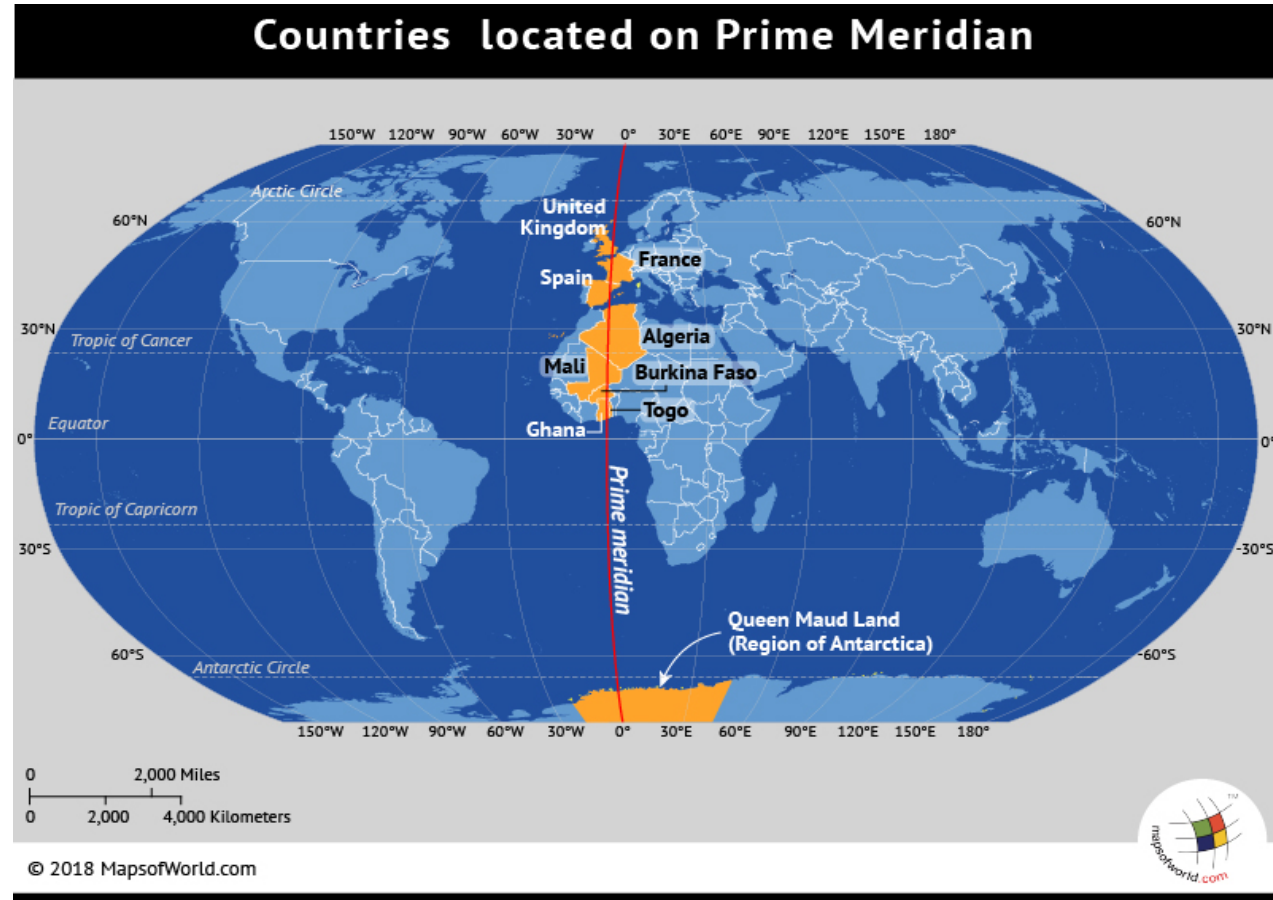 Countries located on Prime Meridian
150°W 120°W 90°W 60°W 30°W 0° 30°E 60°E 90°E 120°E 150°E 180°
Arctic Circle
60°N
60°N
United
Kingdom
France
Spain
30°N
30°N
Tropic of Cancer
Algeria
Mali
Burkina Faso
Togo
Equator
Ghana
0°
0°
Prime meridian
Tropic of Capricorn
30°S
-30°S
Queen Maud Land
(Region of Antarctica)
60°S
-60°S
Antarctic Circle
150°W 120°W 90°W 60°W 30°W 0° 30°E 60°E 90°E 120°E 150°E 180°
0 2,000 Miles
0 2,000 4,000 Kilometers
TM
mapsofworld.com
© 2018 MapsofWorld.com